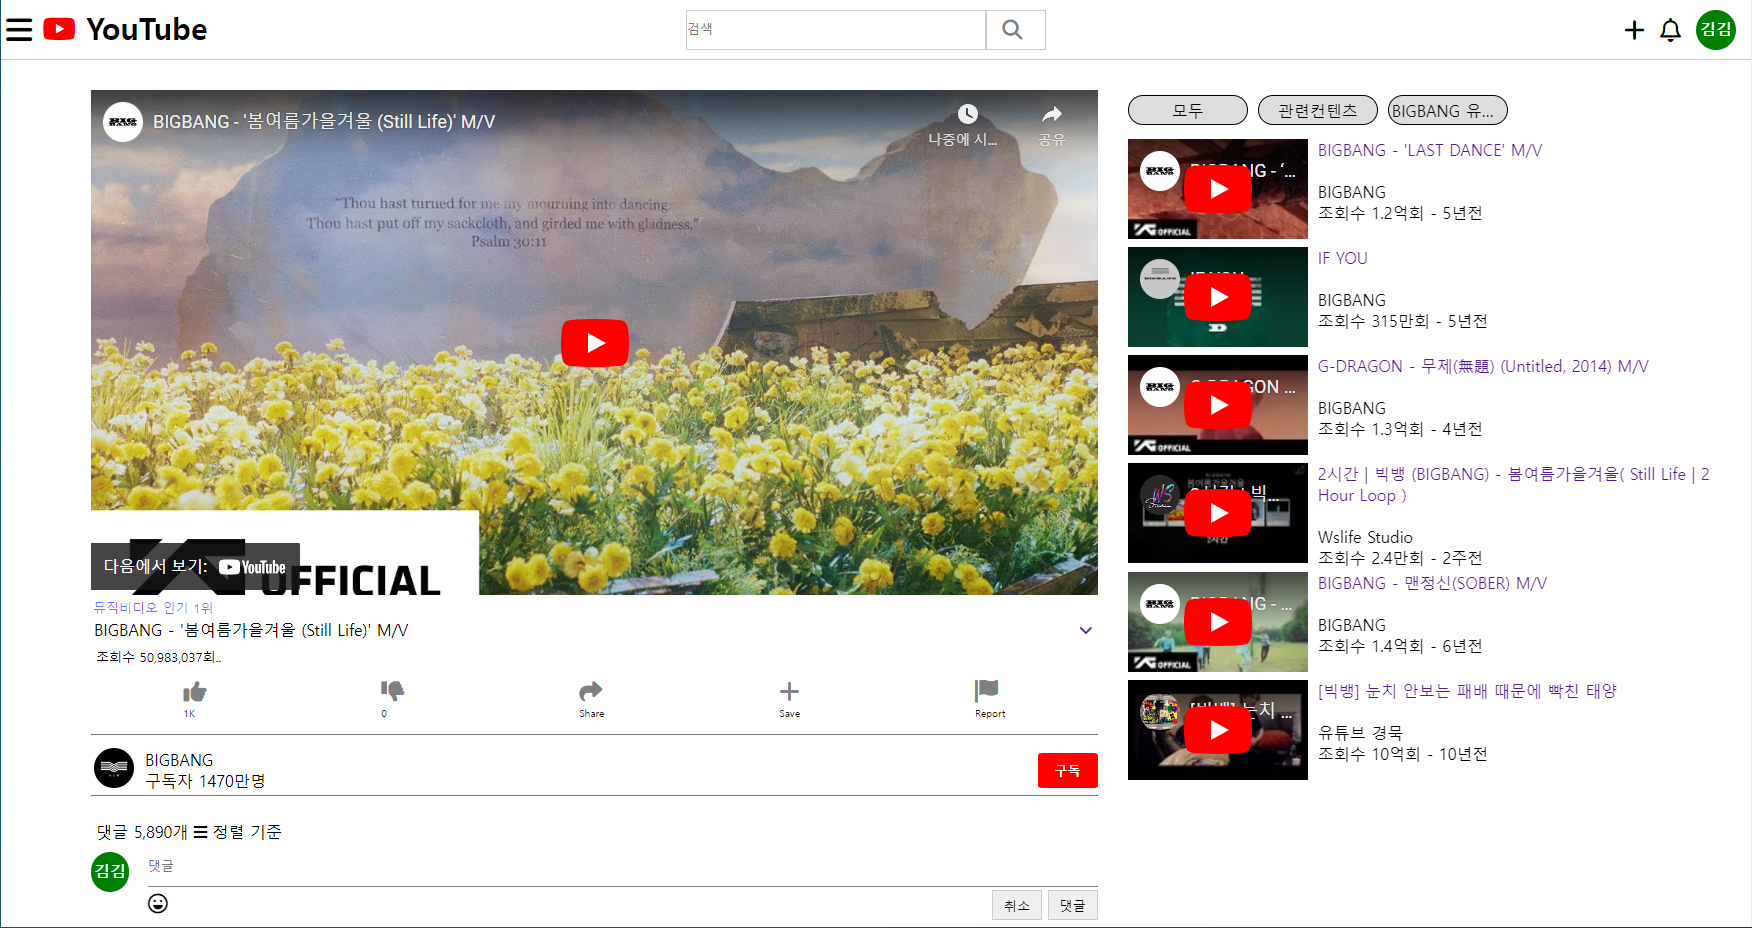 YouTube
검색
김김
BIGBANG - '봄여름가을겨울 (Still Life)' M/V
나중에 시...
공유
“Thou hast turned for me my mourning into dancing:
Thou hast put off my sackcloth, and girded me with gladness,”
Psalm 30:11
다음에서 보기: YouTube
OFFICIAL
뮤직비디오 인기 1위
BIGBANG - '봄여름가을겨울 (Still Life)' M/V
조회수 50,983,037회..
1K
0
Share
Save
Report
BIGBANG
구독자 1470만명
구독
댓글 5,890개
정렬 기준
김김
댓글
취소
댓글
모두
관련컨텐츠
BIGBANG 유...
BIGBANG - 'LAST DANCE' M/V
BIGBANG
조회수 1.2억회 - 5년전
IF YOU
BIGBANG
조회수 315만회 - 5년전
G-DRAGON - 무제(無題) (Untitled, 2014) M/V
BIGBANG
조회수 1.3억회 - 4년전
2시간 | 빅뱅 (BIGBANG) - 봄여름가을겨울( Still Life | 2
Hour Loop )
Wslife Studio
조회수 2.4만회 - 2주전
BIGBANG - 맨정신(SOBER) M/V
BIGBANG
조회수 1.4억회 - 6년전
[빅뱅] 눈치 안보는 패배 때문에 빡친 태양
유튜브 경묵
조회수 10억회 - 10년전